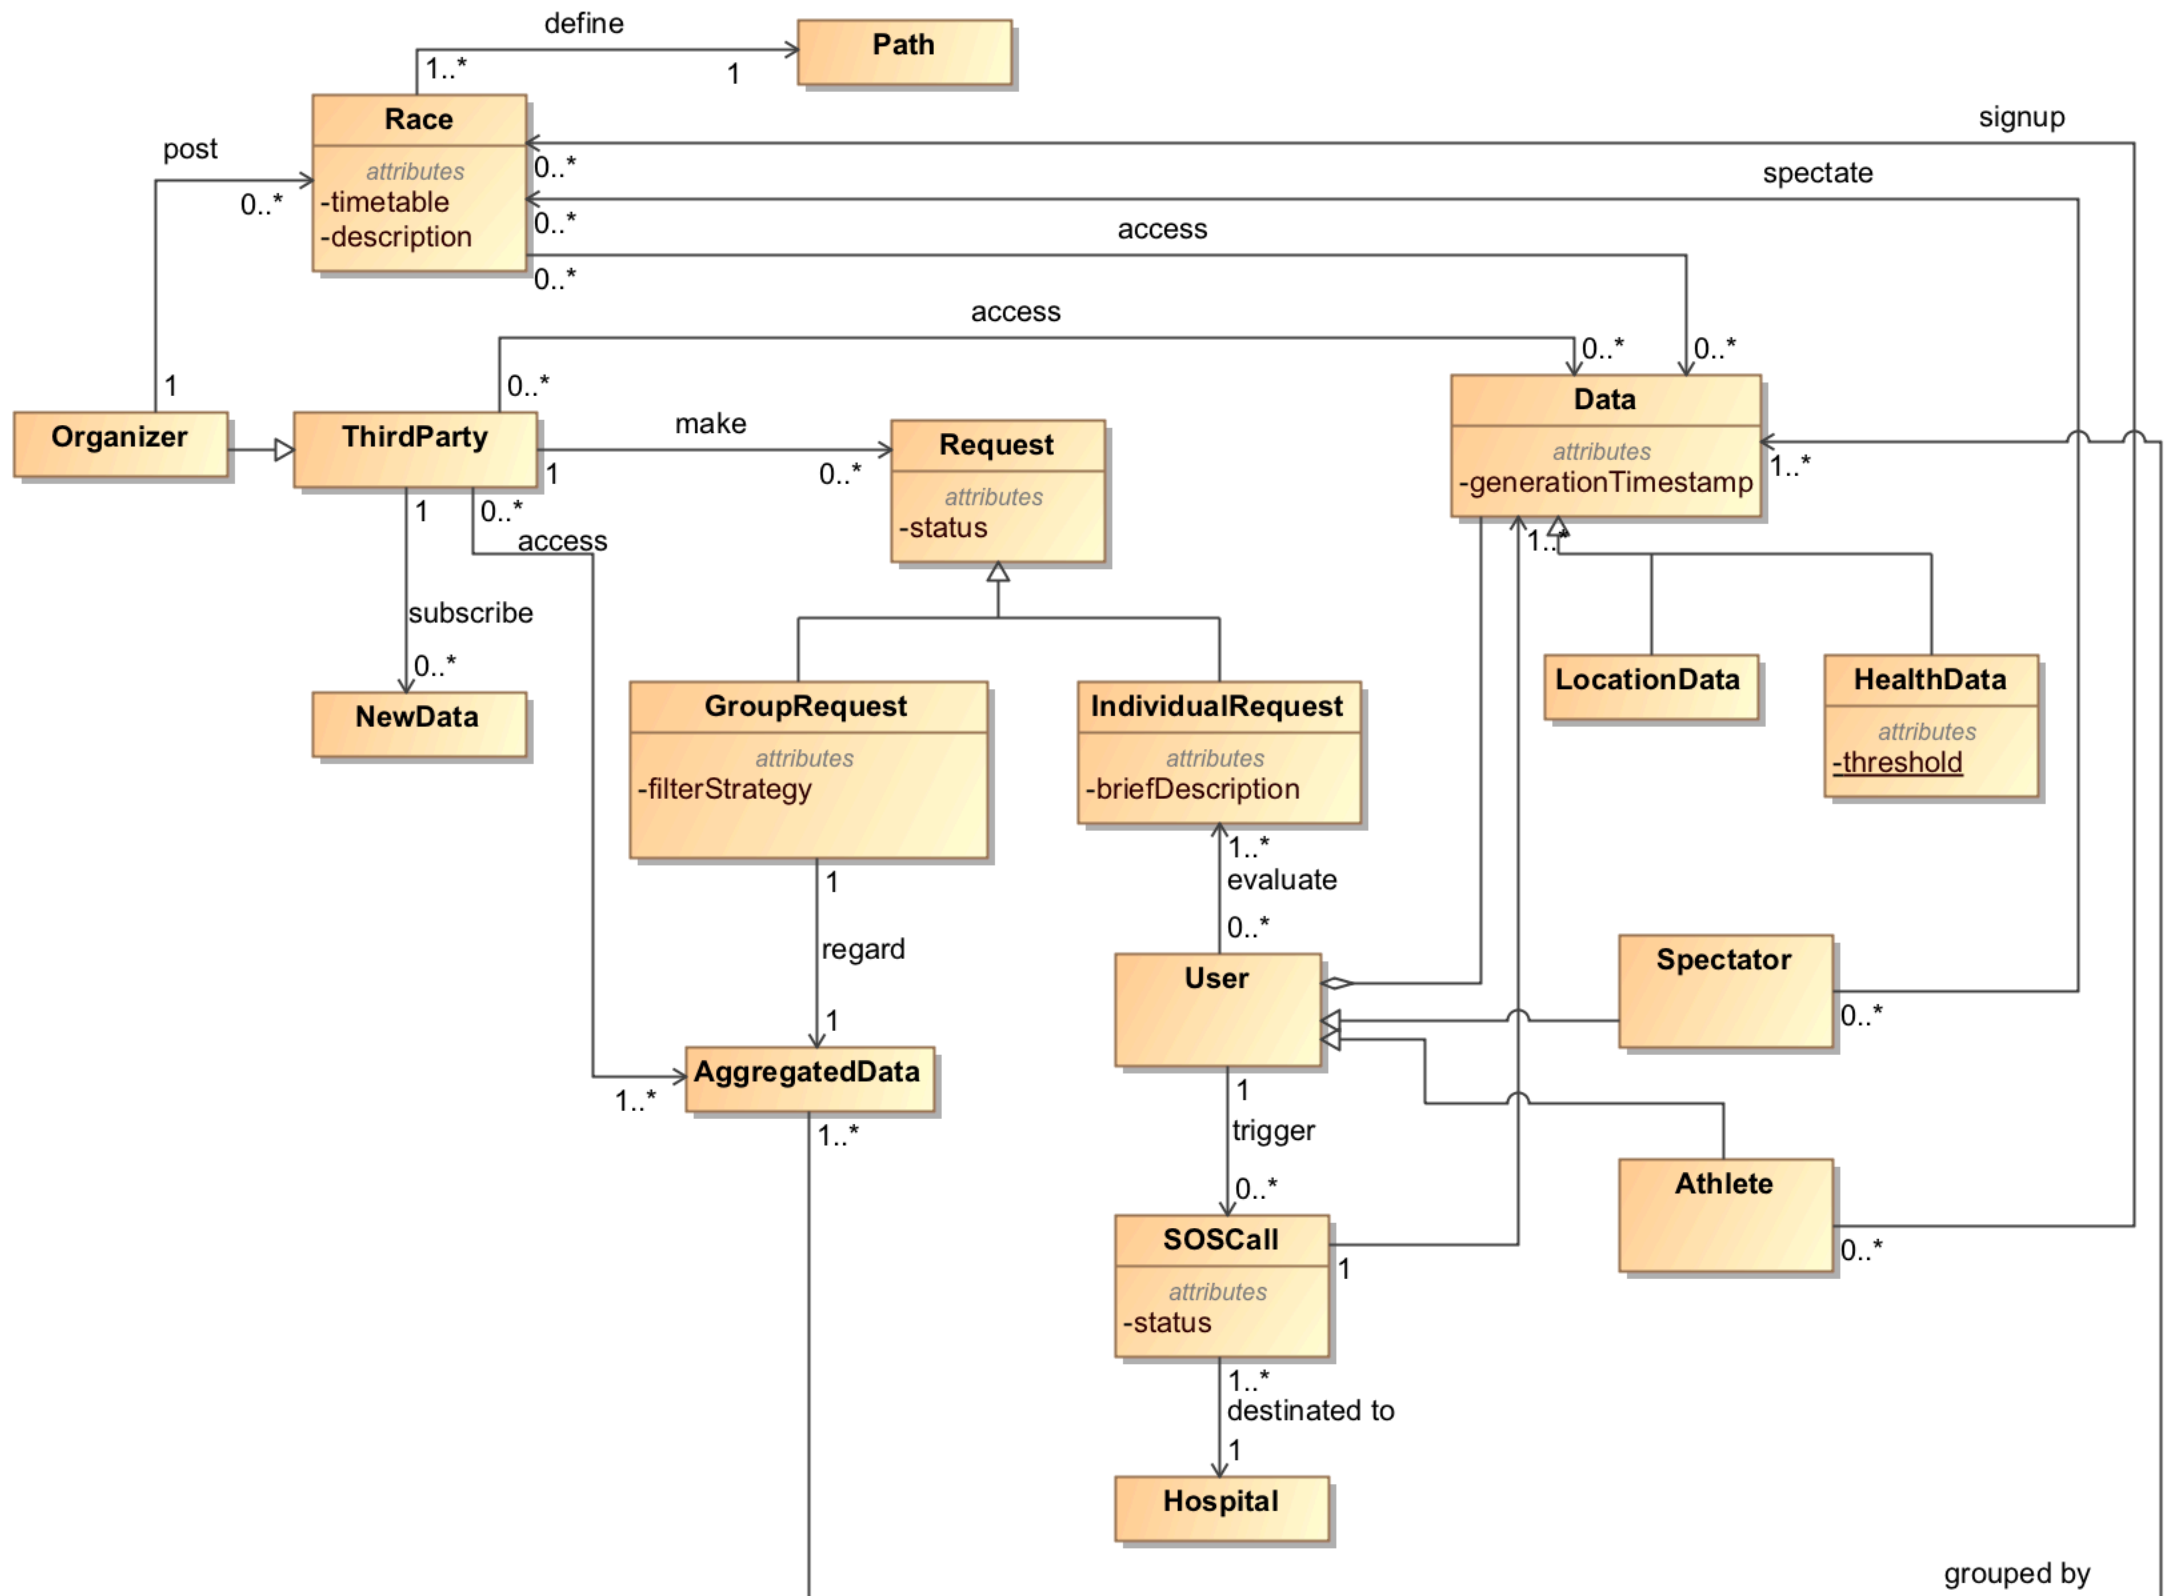 define
Path
1..*
1
Race
signup
post
attributes
0..*
spectate
-timetable
0..*
-description
0..*
access
0..*
access
0..*
0..*
1
0..*
Data
Organizer
ThirdParty
make
Request
attributes
1
0..*
1..*
-generationTimestamp
attributes
-status
1
0..*
access
1..*
subscribe
0..*
NewData
GroupRequest
attributes
-filterStrategy
IndividualRequest
attributes
-briefDescription
LocationData
HealthData
attributes
-threshold
1
1..*
evaluate
0..*
regard
User
Spectator
0..*
1
AggregatedData
1..*
1..*
1
trigger
0..*
Athlete
0..*
SOSCall
1
attributes
-status
1..*
destinated to
1
Hospital
grouped by